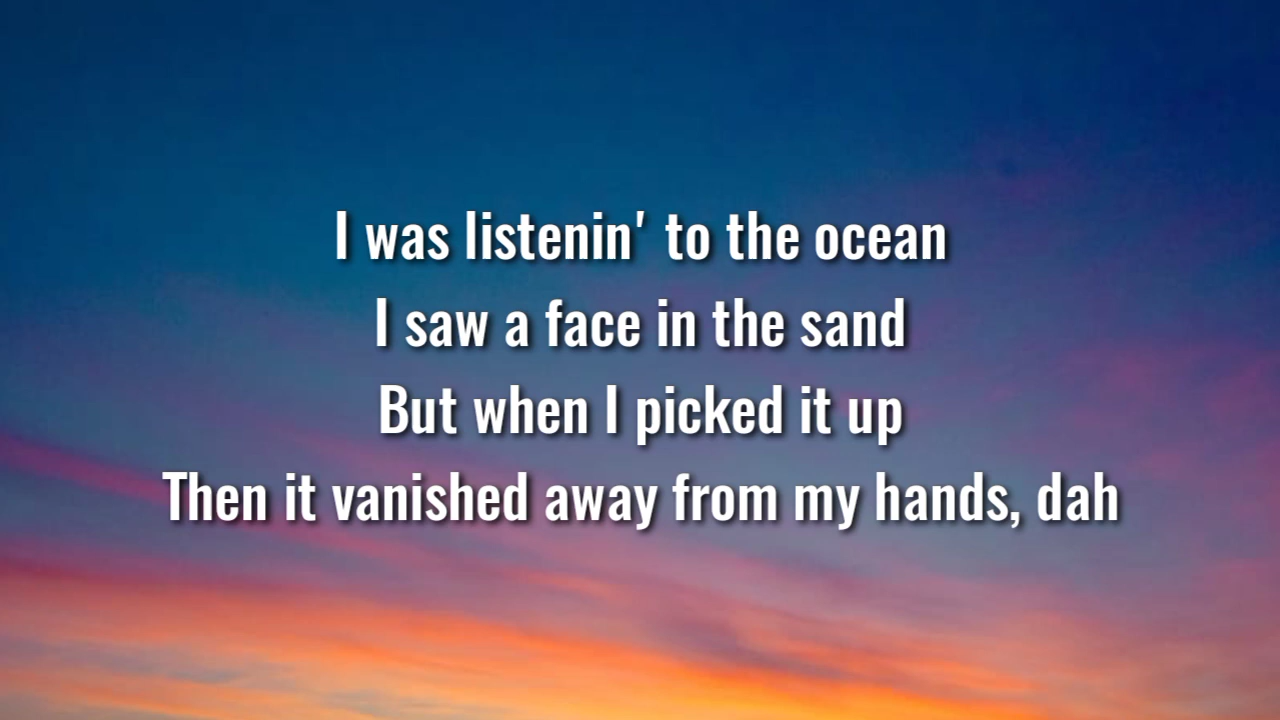 I was listenin' to the ocean
I saw a face in the sand
But when I picked it up
Then it vanished away from my hands, dah